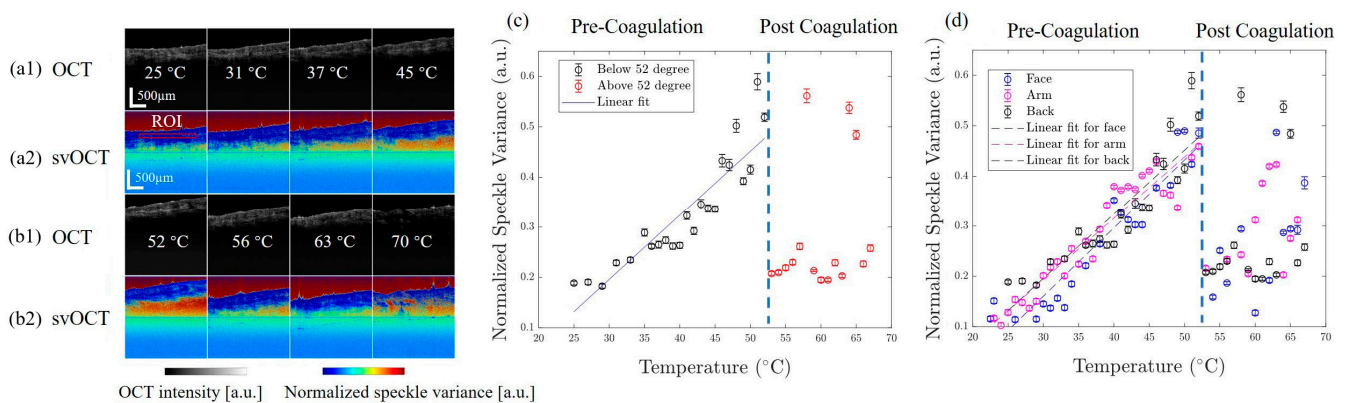 (a1) OCT
25 °C 31 °C 37 °C 45 °C
500μm
ROI
(a2) svOCT
500μm
(b1) OCT
52 °C 56 °C 63 °C 70 °C
(b2) svOCT
OCT intensity [a.u.] Normalized speckle variance [a.u.]
(c)
Pre-Coagulation Post Coagulation
Below 52 degree
Above 52 degree
Linear fit
Normalized Speckle Variance (a.u.)
0.6
0.5
0.4
0.3
0.2
0.1
20 25 30 35 40 45 50 55 60 65 70
Temperature (°C)
(d)
Pre-Coagulation Post Coagulation
Face
Arm
Back
Linear fit for face
Linear fit for arm
Linear fit for back
Normalized Speckle Variance (a.u.)
0.6
0.5
0.4
0.3
0.2
0.1
20 25 30 35 40 45 50 55 60 65 70
Temperature (°C)